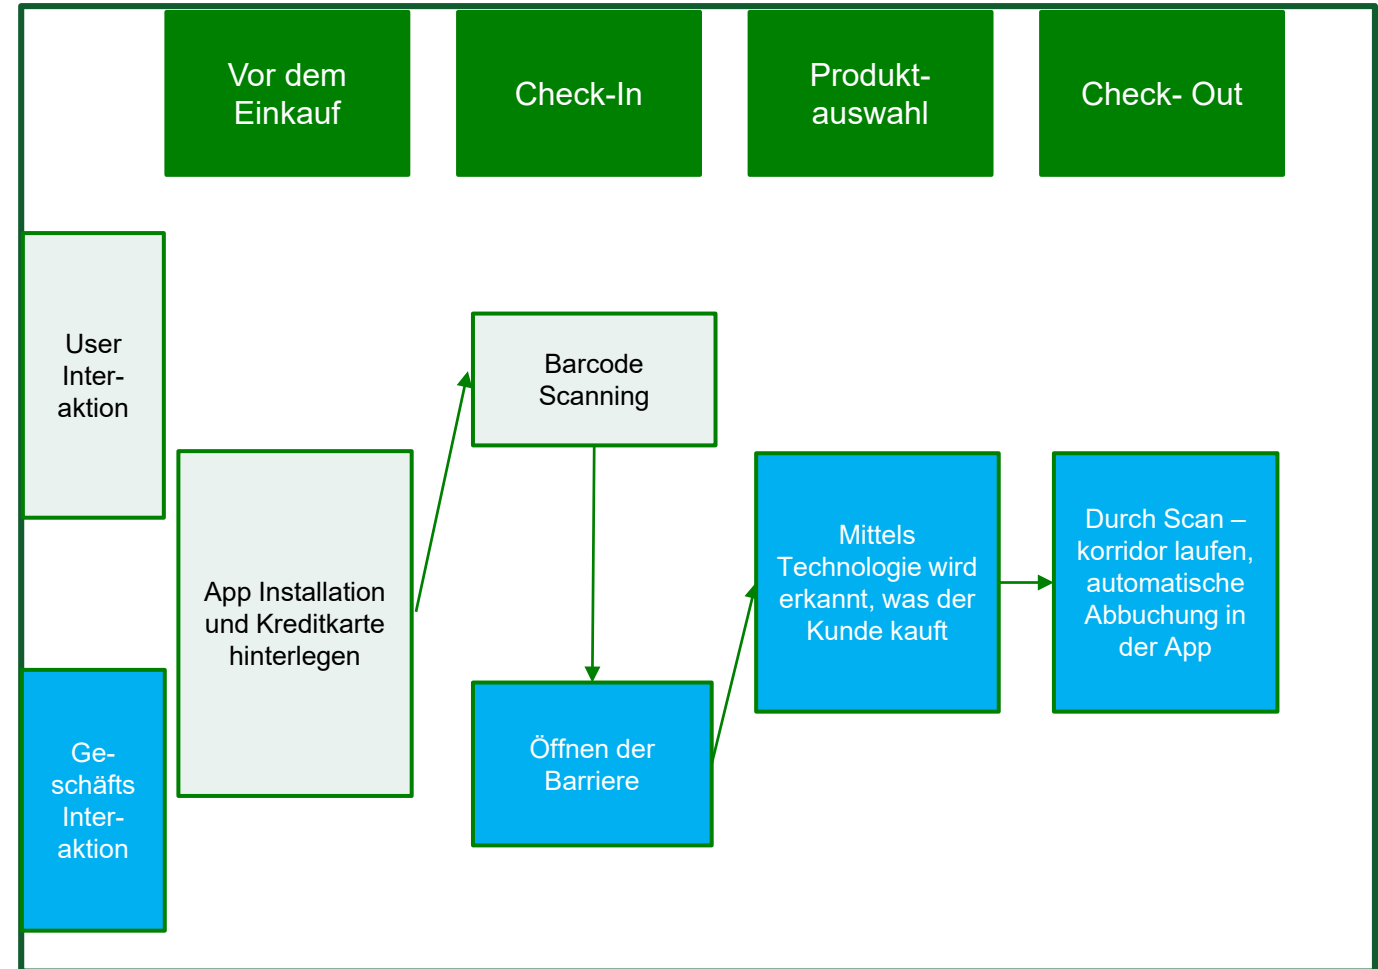 Vor dem
Einkauf
Check-In
Produkt-
auswahl
Check- Out
User
Inter-
aktion
Barcode
Scanning
App Installation
und Kreditkarte
hinterlegen
Mittels
Technologie wird
erkannt, was der
Kunde kauft
Durch Scan –
korridor laufen,
automatische
Abbuchung in
der App
Ge-
schäfts
Inter-
aktion
Öffnen der
Barriere